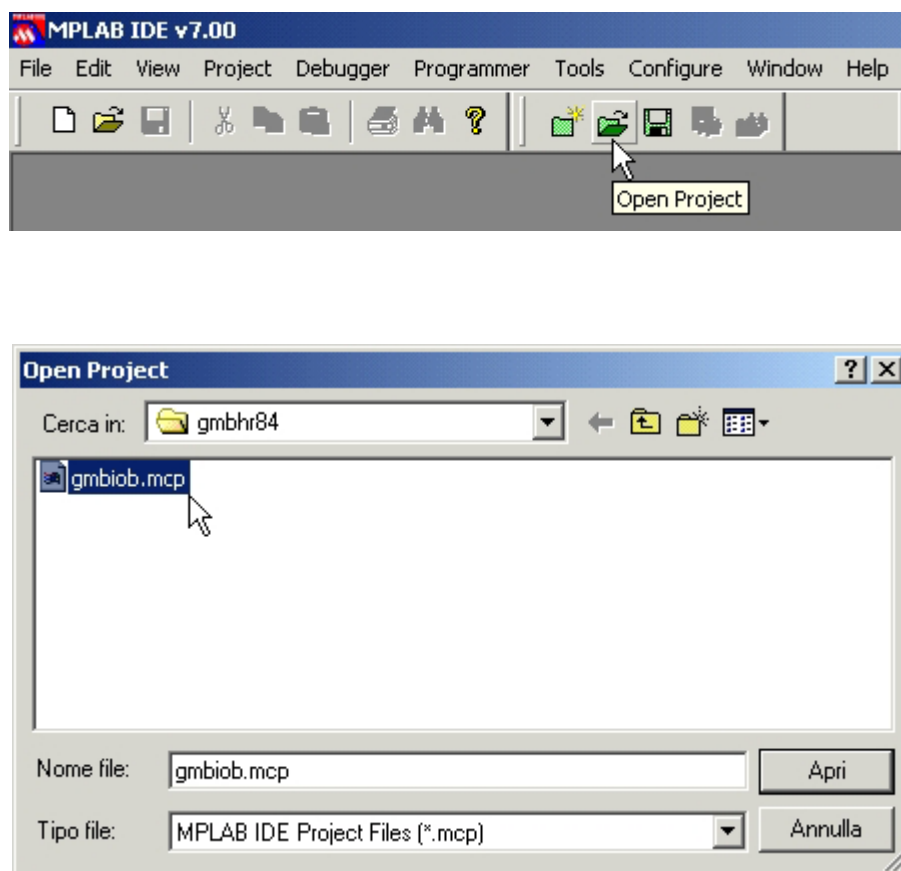 MPLAB IDE v7.00
File Edit View Project Debugger Programmer Tools Configure Window Help
Open Project
Open Project
Cerca in: gmbhr84
gmbiob.mcp
Nome file: gmbiob.mcp Apri
Tipo file: MPLAB IDE Project Files (*.mcp) Annulla